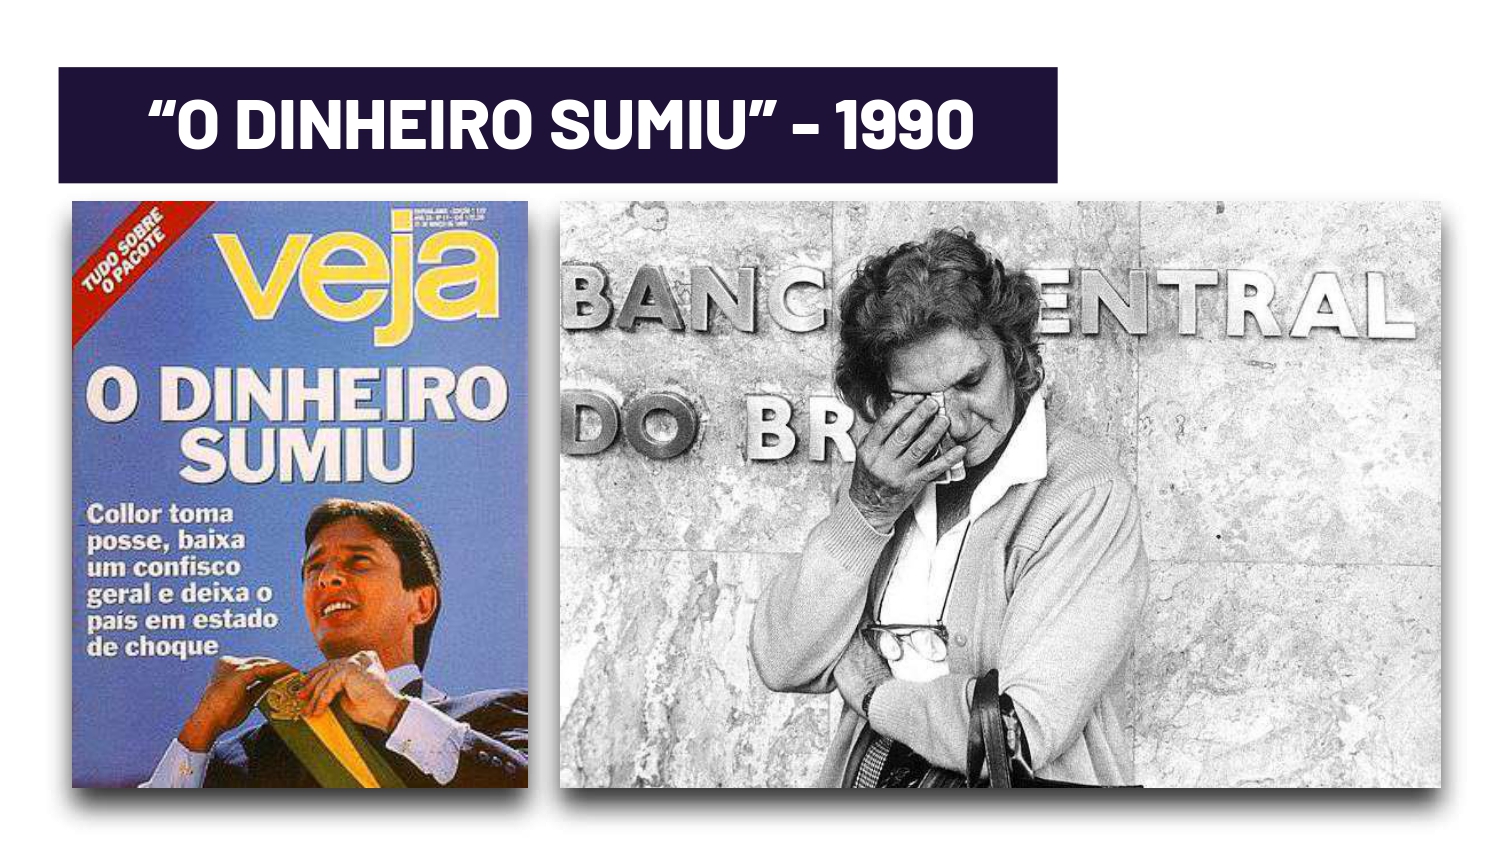 “O DINHEIRO SUMIU” – 1990
TUDO SOBRE
O PACOTE
veja
O DINHEIRO
SUMIU
Collor toma
posse, baixa
um confisco
geral e deixa o
país em estado
de choque
BANC ENTRAL
DO BR